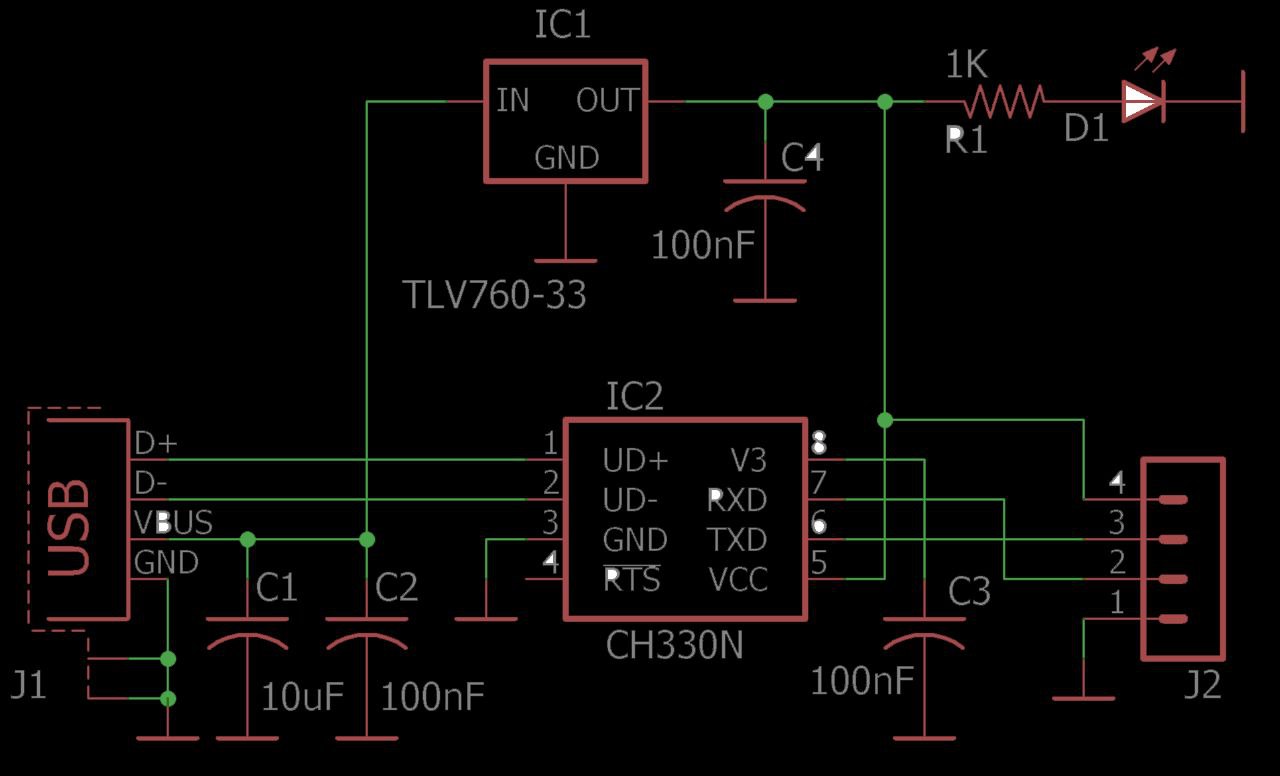 IC1
1K
IN OUT
GND
R1
D1
C4
100nF
TLV760-33
IC2
D+
D-
VBUS
GND
USB
J1
C1
10uF
C2
100nF
1
2
3
4
UD+
UD-
GND
RTS
V3
RXD
TXD
VCC
8
7
6
5
CH330N
C3
100nF
4
3
2
1
J2